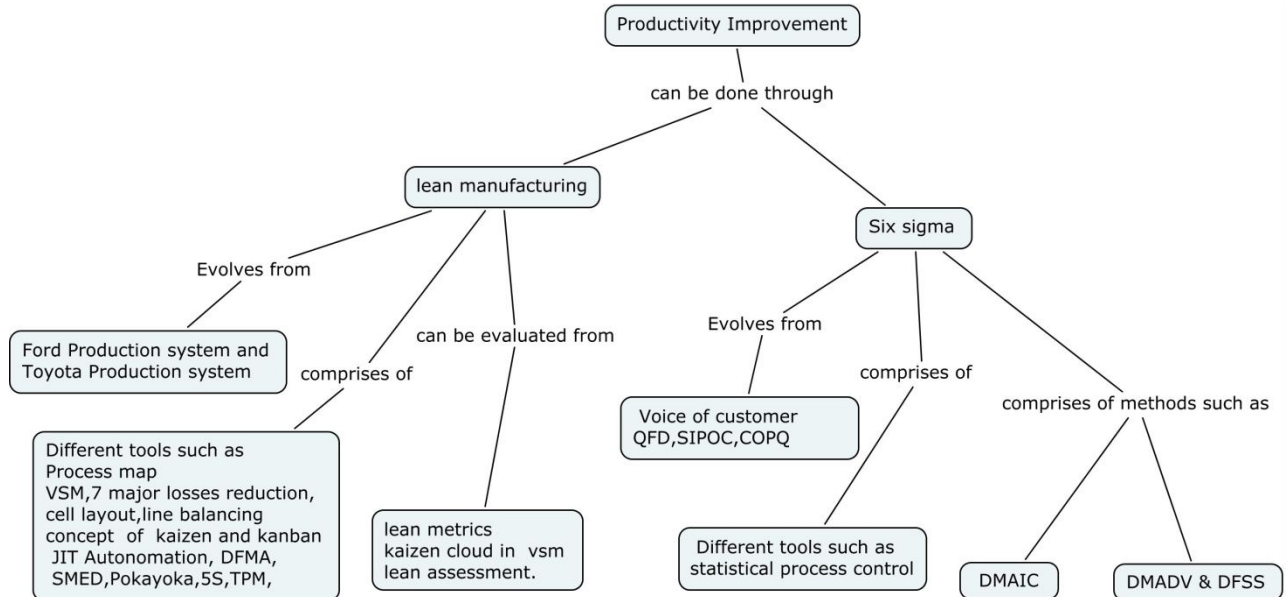 Productivity Improvement
can be done through
lean manufacturing
Six sigma
Evolves from
Ford Production system and
Toyota Production system
comprises of
Different tools such as
Process map
VSM,7 major losses reduction,
cell layout,line balancing
concept of kaizen and kanban
JIT Autonomation, DFMA,
SMED,Pokayoka,5S,TPM,
can be evaluated from
lean metrics
kaizen cloud in vsm
lean assessment.
Evolves from
Voice of customer
QFD,SIPOC,COPQ
comprises of
Different tools such as
statistical process control
comprises of methods such as
DMAIC
DMADV & DFSS